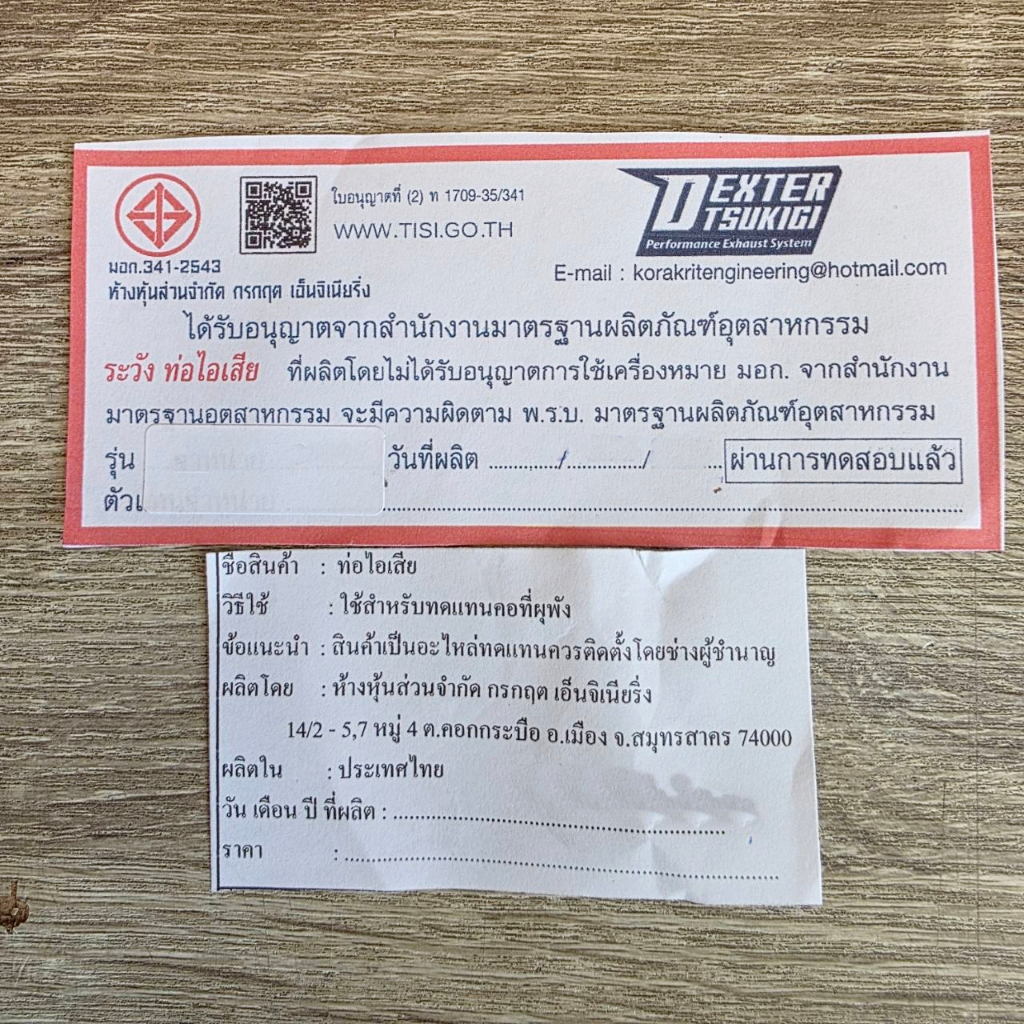 ใบอนุญาตที่ (2) ท 1709-35/341
WWW.TISI.GO.TH
DEXTER
TSUKIGI
Performance Exhaust System
E-mail : korakritengineering@hotmail.com
มอก.341-2543
ห้างหุ้นส่วนจำกัด กรกฤต เอ็นจิเนียริ่ง
ได้รับอนุญาตจากสำนักงานมาตรฐานผลิตภัณฑ์อุตสาหกรรม
ระวัง ท่อไอเสีย ที่ผลิตโดยไม่ได้รับอนุญาตการใช้เครื่องหมาย มอก. จากสำนักงาน
มาตรฐานอุตสาหกรรม จะมีความผิดตาม พ.ร.บ. มาตรฐานผลิตภัณฑ์อุตสาหกรรม
รุ่น วันที่ผลิต ............../................/ ... ผ่านการทดสอบแล้ว
ชื่อสินค้า : ท่อไอเสีย
วิธีใช้ : ใช้สำหรับทดแทนคอที่ผุพัง
ข้อแนะนำ : สินค้าเป็นอะไหล่ทดแทนควรติดตั้งโดยช่างผู้ชำนาญ
ผลิตโดย : ห้างหุ้นส่วนจำกัด กรกฤต เอ็นจิเนียริ่ง
14/2 - 5,7 หมู่ 4 ต.คอกกระบือ อ.เมือง จ.สมุทรสาคร 74000
ผลิตใน : ประเทศไทย
วัน เดือน ปี ที่ผลิต : ............................................................
ราคา : ............................................................